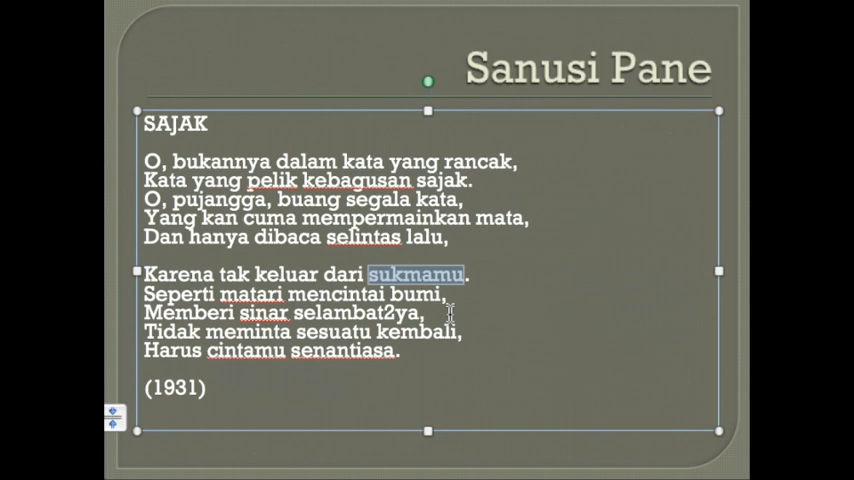 Sanusi Pane
SAJAK
O, bukannya dalam kata yang rancak,
Kata yang pelik kebagusan sajak.
O, pujangga, buang segala kata,
Yang kan cuma mempermainkan mata,
Dan hanya dibaca selintas lalu,
Karena tak keluar dari sukmamu.
Seperti matari mencintai bumi,
Memberi sinar selambat2ya,
Tidak meminta sesuatu kembali,
Harus cintamu senantiasa.
(1931)